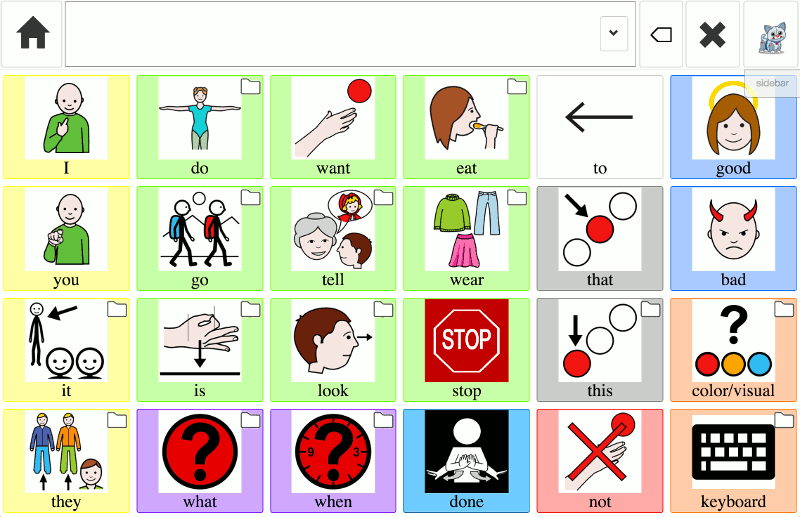 sidebar
I do want eat to good
you go tell wear that bad
it is look STOP stop this color/visual
they what 9 3 when done not keyboard